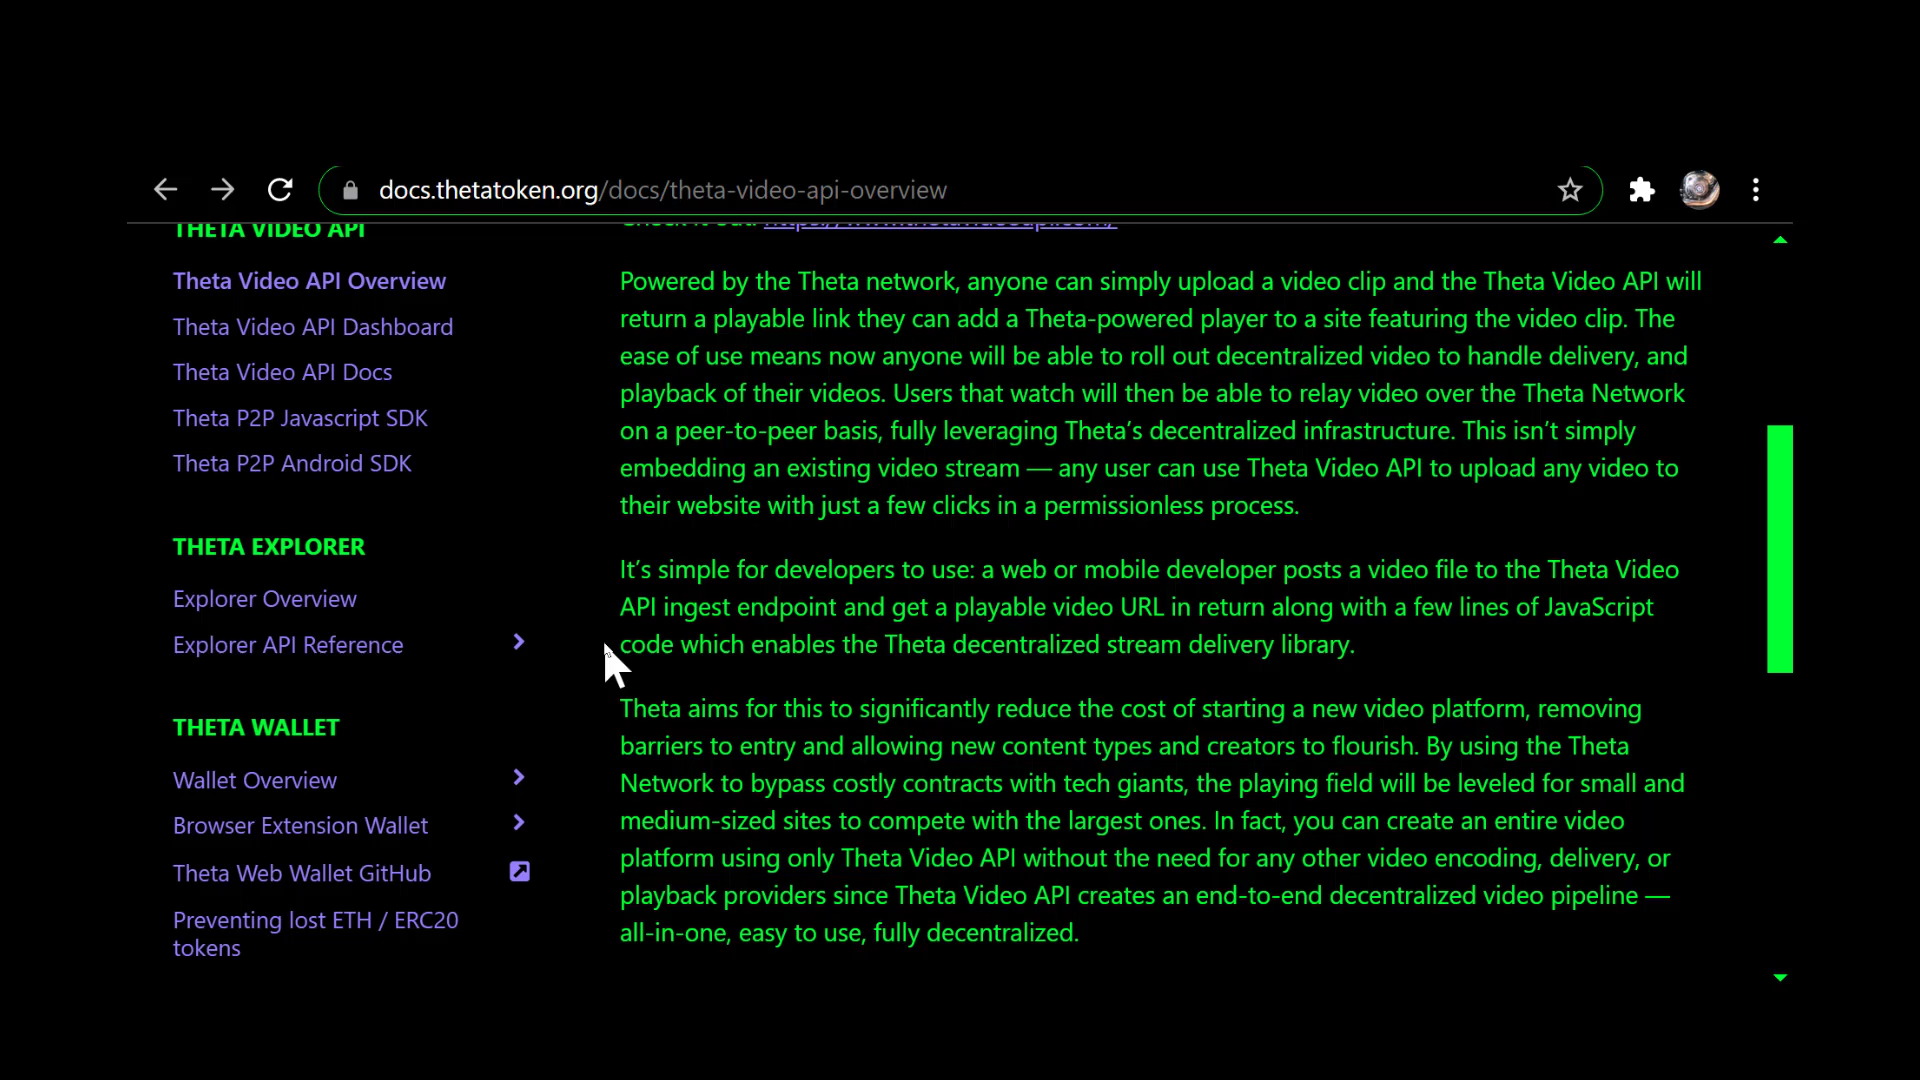 docs.thetatoken.org/docs/theta-video-api-overview
THETA VIDEO API
Theta Video API Overview
Theta Video API Dashboard
Theta Video API Docs
Theta P2P Javascript SDK
Theta P2P Android SDK
THETA EXPLORER
Explorer Overview
Explorer API Reference
THETA WALLET
Wallet Overview
Browser Extension Wallet
Theta Web Wallet GitHub
Preventing lost ETH / ERC20
tokens
Powered by the Theta network, anyone can simply upload a video clip and the Theta Video API will
return a playable link they can add a Theta-powered player to a site featuring the video clip. The
ease of use means now anyone will be able to roll out decentralized video to handle delivery, and
playback of their videos. Users that watch will then be able to relay video over the Theta Network
on a peer-to-peer basis, fully leveraging Theta’s decentralized infrastructure. This isn’t simply
embedding an existing video stream — any user can use Theta Video API to upload any video to
their website with just a few clicks in a permissionless process.
It’s simple for developers to use: a web or mobile developer posts a video file to the Theta Video
API ingest endpoint and get a playable video URL in return along with a few lines of JavaScript
code which enables the Theta decentralized stream delivery library.
Theta aims for this to significantly reduce the cost of starting a new video platform, removing
barriers to entry and allowing new content types and creators to flourish. By using the Theta
Network to bypass costly contracts with tech giants, the playing field will be leveled for small and
medium-sized sites to compete with the largest ones. In fact, you can create an entire video
platform using only Theta Video API without the need for any other video encoding, delivery, or
playback providers since Theta Video API creates an end-to-end decentralized video pipeline —
all-in-one, easy to use, fully decentralized.